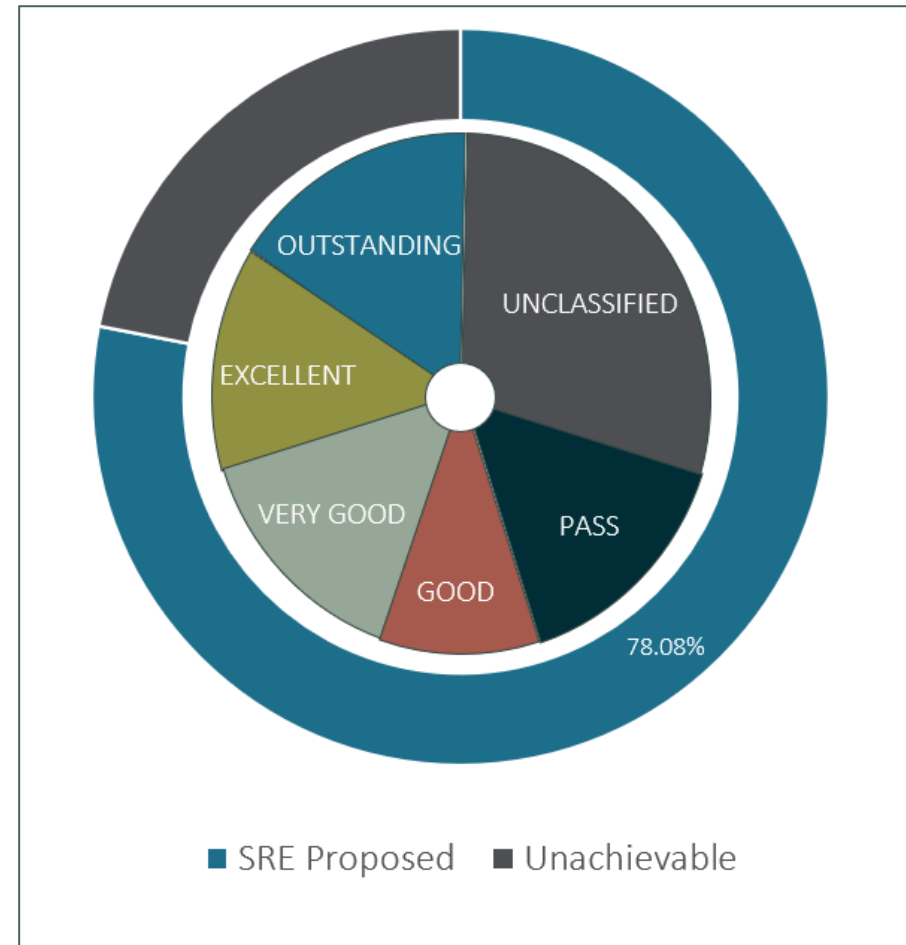 OUTSTANDING
UNCLASSIFIED
EXCELLENT
VERY GOOD
PASS
GOOD
78.08%
SRE Proposed
Unachievable